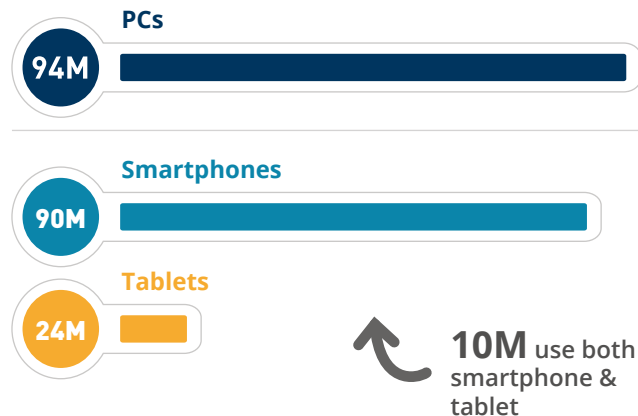 PCs
94M
Smartphones
90M
Tablets
24M
10M use both
smartphone &
tablet